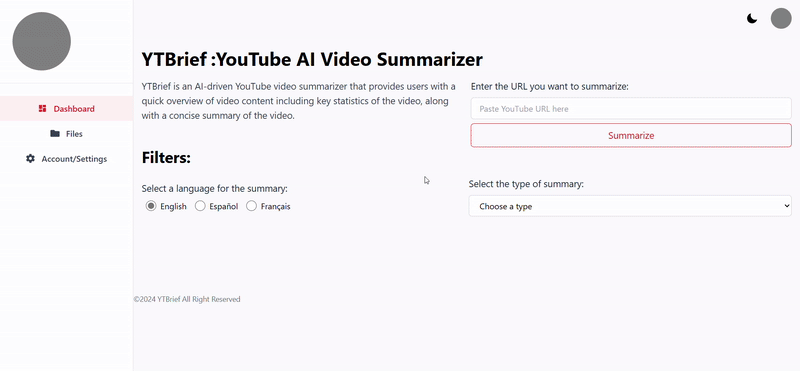 Dashboard
Files
Account/Settings
YTBrief :YouTube AI Video Summarizer
YTBrief is an AI-driven YouTube video summarizer that provides users with a
quick overview of video content including key statistics of the video, along
with a concise summary of the video.
Enter the URL you want to summarize:
Paste YouTube URL here
Summarize
Filters:
Select a language for the summary:
English Español Français
Select the type of summary:
Choose a type
©2024 YTBrief All Right Reserved